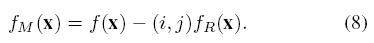 f_M(𝐱) = f(𝐱) − (i, j)f_R(𝐱). (8)